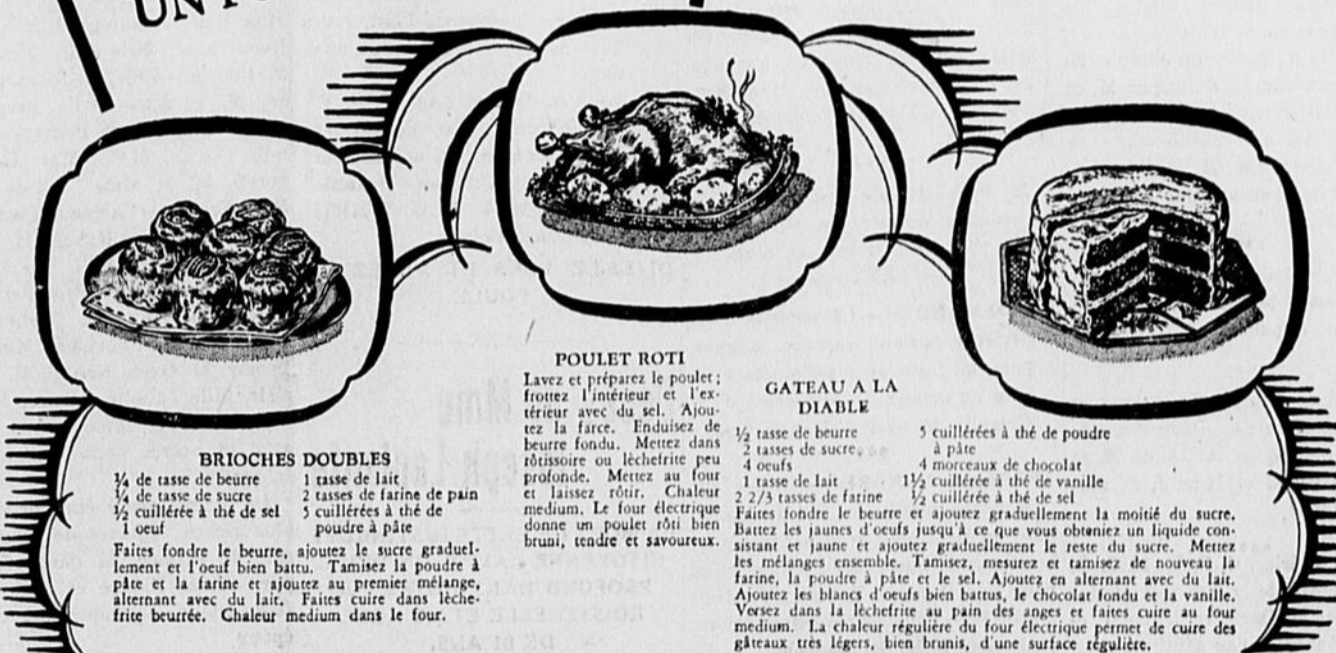 BRIOCHES DOUBLES
¼ de tasse de beurre
¼ de tasse de sucre
½ cuillérée à thé de sel
1 oeuf
1 tasse de lait
2 tasses de farine de pain
5 cuillérées à thé de
poudre à pâte
Faites fondre le beurre, ajoutez le sucre graduel-
lement et l'oeuf bien battu. Tamisez la poudre à
pâte et la farine et ajoutez au premier mélange,
alternant avec du lait. Faites cuire dans lèche-
frite beurrée. Chaleur medium dans le four.
POULET ROTI
Lavez et préparez le poulet;
frottez l'intérieur et l'ex-
térieur avec du sel. Ajou-
tez la farce. Enduisez de
beurre fondu. Mettez dans
rôtissoire ou lèchefrite peu
profonde. Mettez au four
et laissez rôtir. Chaleur
medium. Le four électrique
donne un poulet rôti bien
bruni, tendre et savoureux.
GATEAU A LA
DIABLE
½ tasse de beurre
2 tasses de sucre
4 oeufs
1 tasse de lait
2 2/3 tasses de farine
5 cuillérées à thé de poudre
à pâte
4 morceaux de chocolat
1½ cuillérée à thé de vanille
½ cuillérée à thé de sel
Faites fondre le beurre et ajoutez graduellement la moitié du sucre.
Battez les jaunes d'oeufs jusqu'à ce que vous obteniez un liquide con-
sistant et jaune et ajoutez graduellement le reste du sucre. Mettez
les mélanges ensemble. Tamisez, mesurez et tamisez de nouveau la
farine, la poudre à pâte et le sel. Ajoutez en alternant avec du lait.
Ajoutez les blancs d'oeufs bien battus, le chocolat fondu et la vanille.
Versez dans la lèchefrite au pain des anges et faites cuire au four
medium. La chaleur régulière du four électrique permet de cuire des
gâteaux très légers, bien brunis, d'une surface régulière.